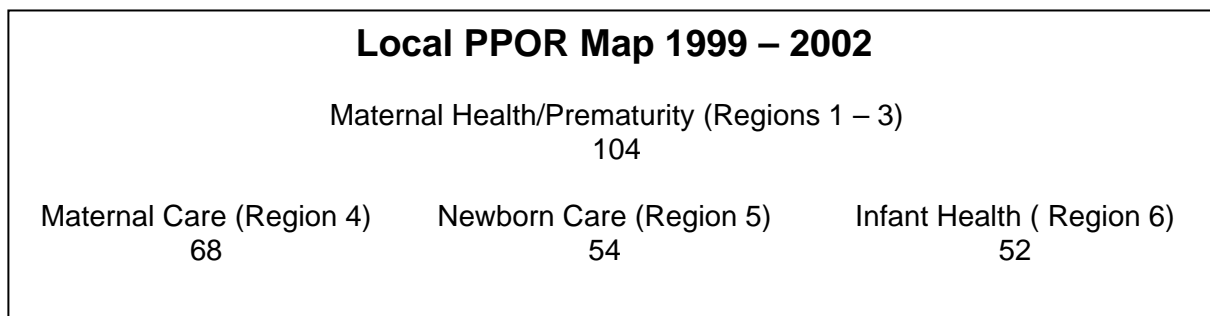 Local PPOR Map 1999 – 2002
Maternal Health/Prematurity (Regions 1 – 3)
104
Maternal Care (Region 4) Newborn Care (Region 5) Infant Health ( Region 6)
68 54 52